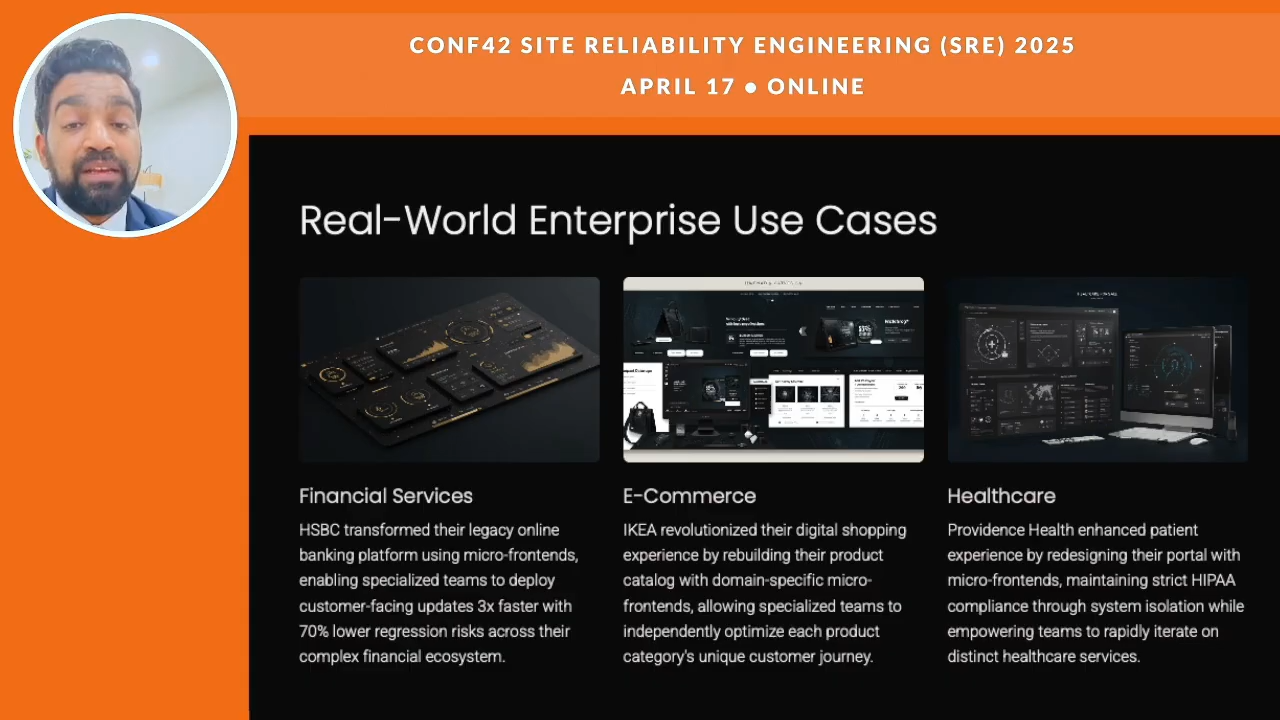 CONF42 SITE RELIABILITY ENGINEERING (SRE) 2025
APRIL 17 ● ONLINE
Real-World Enterprise Use Cases
Financial Services
HSBC transformed their legacy online
banking platform using micro-frontends,
enabling specialized teams to deploy
customer-facing updates 3x faster with
70% lower regression risks across their
complex financial ecosystem.
E-Commerce
IKEA revolutionized their digital shopping
experience by rebuilding their product
catalog with domain-specific micro-
frontends, allowing specialized teams to
independently optimize each product
category's unique customer journey.
Healthcare
Providence Health enhanced patient
experience by redesigning their portal with
micro-frontends, maintaining strict HIPAA
compliance through system isolation while
empowering teams to rapidly iterate on
distinct healthcare services.